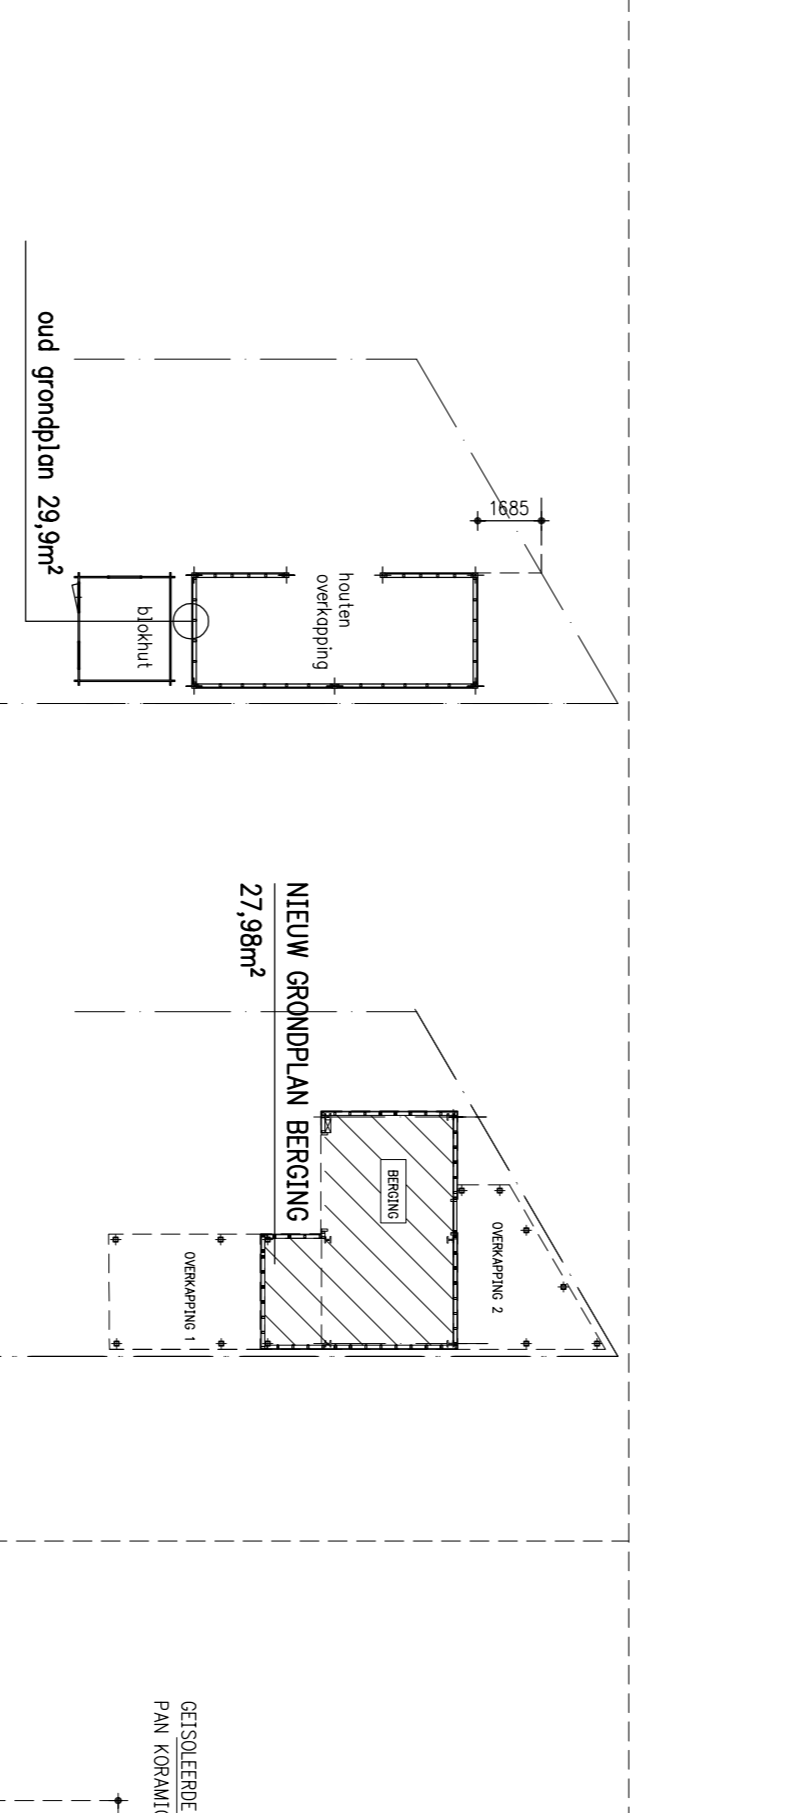 1685
oud grondplan 29,9m²
houten
overkapping
blokhut
NIEUW GRONDPLAN BERGING
27,98m²
BERGING
OVERKAPPING 2
OVERKAPPING 1
GEISOLEERDE
PAN KORAMIC